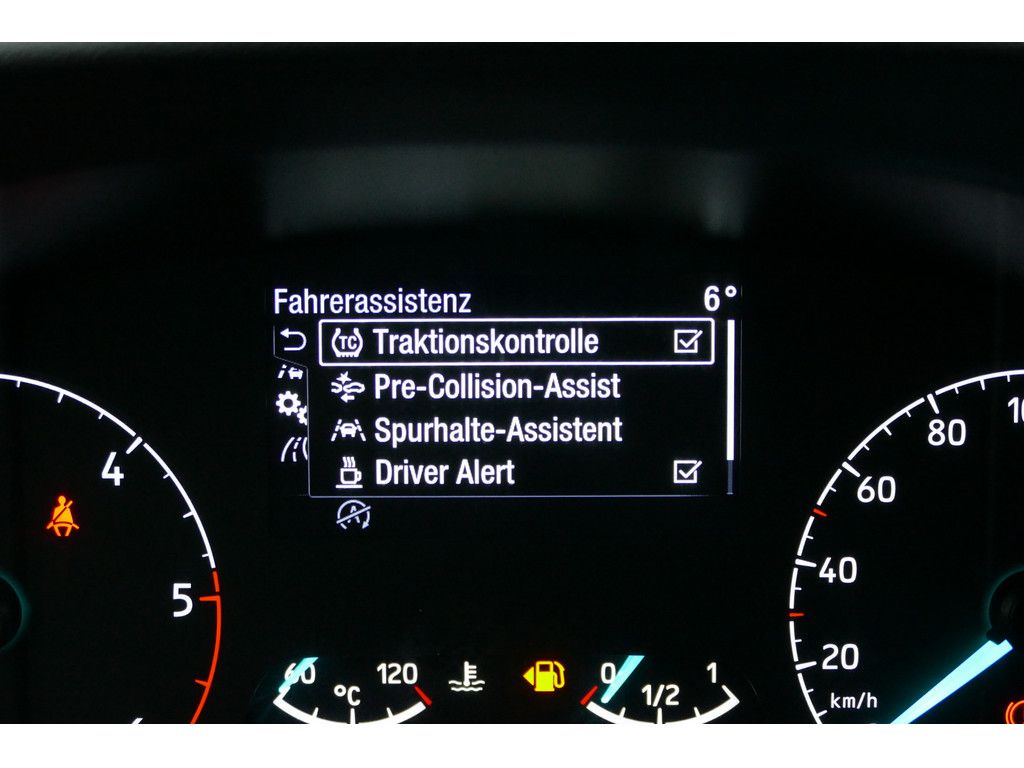 Fahrerassistenz 6°
TC Traktionskontrolle
Pre-Collision-Assist
Spurhalte-Assistent
Driver Alert
A
4
5
60 120
°C
0 1/2 1
20
40
60
80
km/h